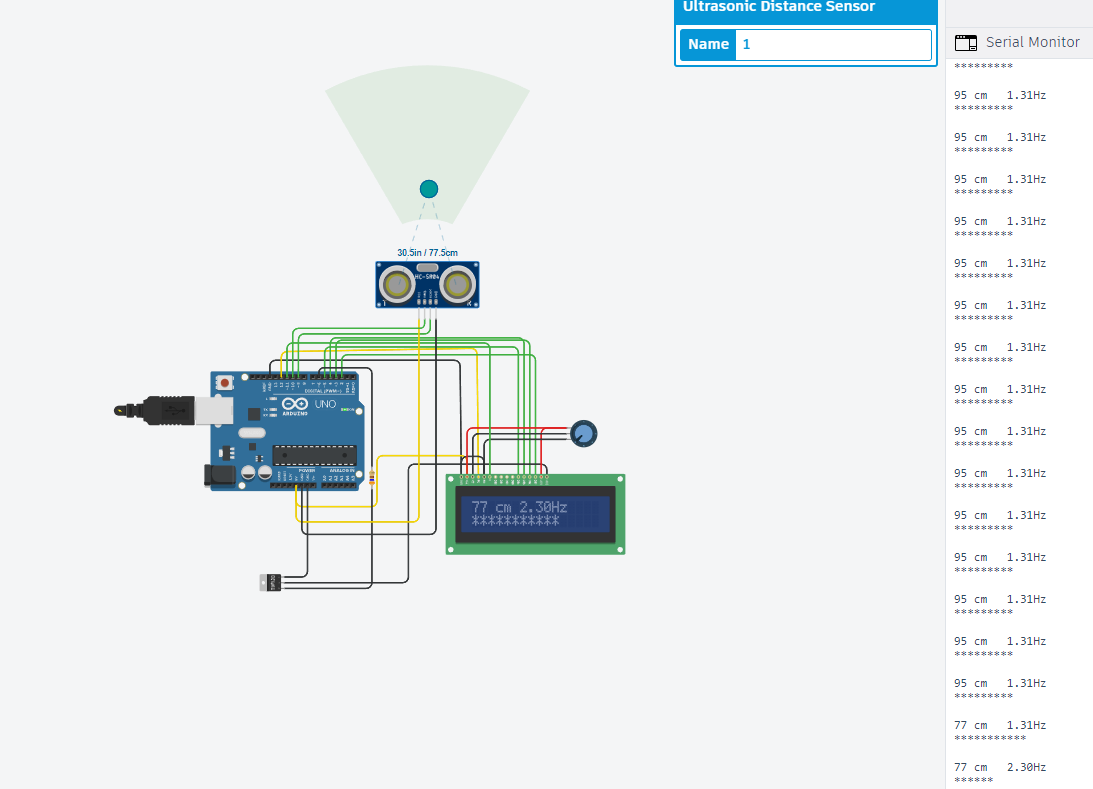 Ultrasonic Distance Sensor
Name 1
Serial Monitor
30.5in / 77.5cm
HC-SR04
DIGITAL (PWM~)
UNO
ARDUINO
POWER
ANALOG IN
77 cm 2.30Hz
***********
*********
95 cm 1.31Hz
*********
95 cm 1.31Hz
*********
95 cm 1.31Hz
*********
95 cm 1.31Hz
*********
95 cm 1.31Hz
*********
95 cm 1.31Hz
*********
95 cm 1.31Hz
*********
95 cm 1.31Hz
*********
95 cm 1.31Hz
*********
95 cm 1.31Hz
*********
95 cm 1.31Hz
*********
95 cm 1.31Hz
*********
95 cm 1.31Hz
*********
95 cm 1.31Hz
*********
95 cm 1.31Hz
*********
77 cm 1.31Hz
***********
77 cm 2.30Hz
******